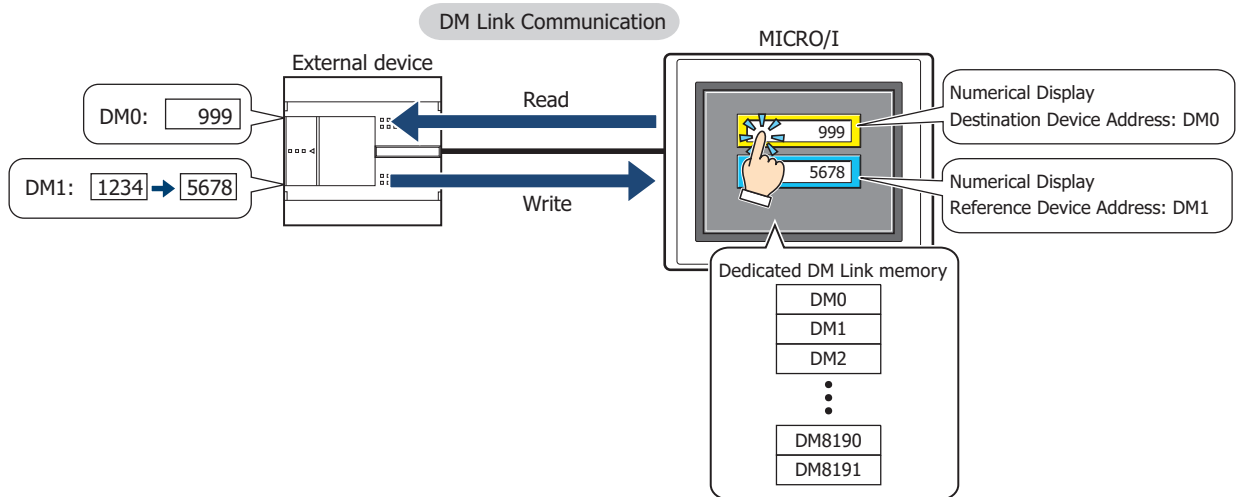 DM Link Communication
MICRO/I
External device
Read
DM0: 999
DM1: 1234 5678
Write
999
5678
Numerical Display
Destination Device Address: DM0
Numerical Display
Reference Device Address: DM1
Dedicated DM Link memory
DM0
DM1
DM2
DM8190
DM8191